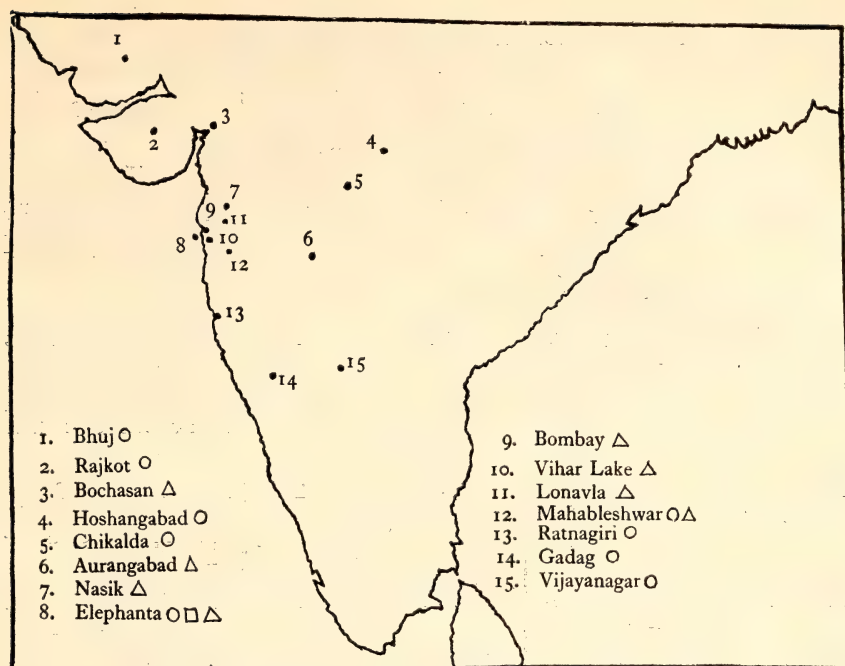 1
2
3
4
5
7
11
9
8
10
12
6
13
15
14
1. Bhuj ○
2. Rajkot ○
3. Bochasan △
4. Hoshangabad ○
5. Chikalda ○
6. Aurangabad △
7. Nasik △
8. Elephanta ○□△
9. Bombay △
10. Vihar Lake △
11. Lonavla △
12. Mahableshwar ○△
13. Ratnagiri ○
14. Gadag ○
15. Vijayanagar ○